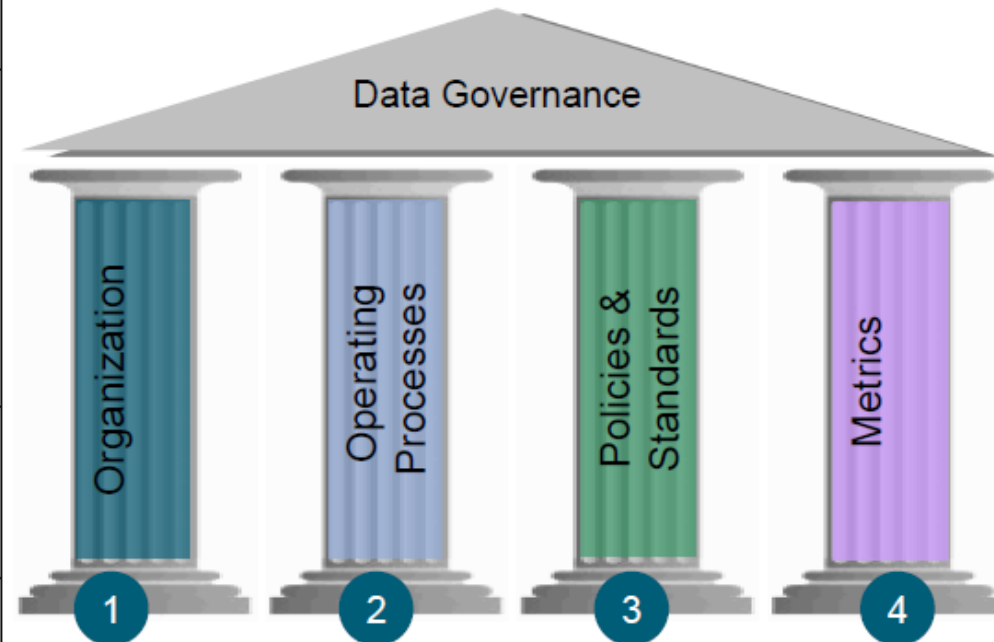 Data Governance
Organization
Operating
Processes
Policies &
Standards
Metrics
1
2
3
4